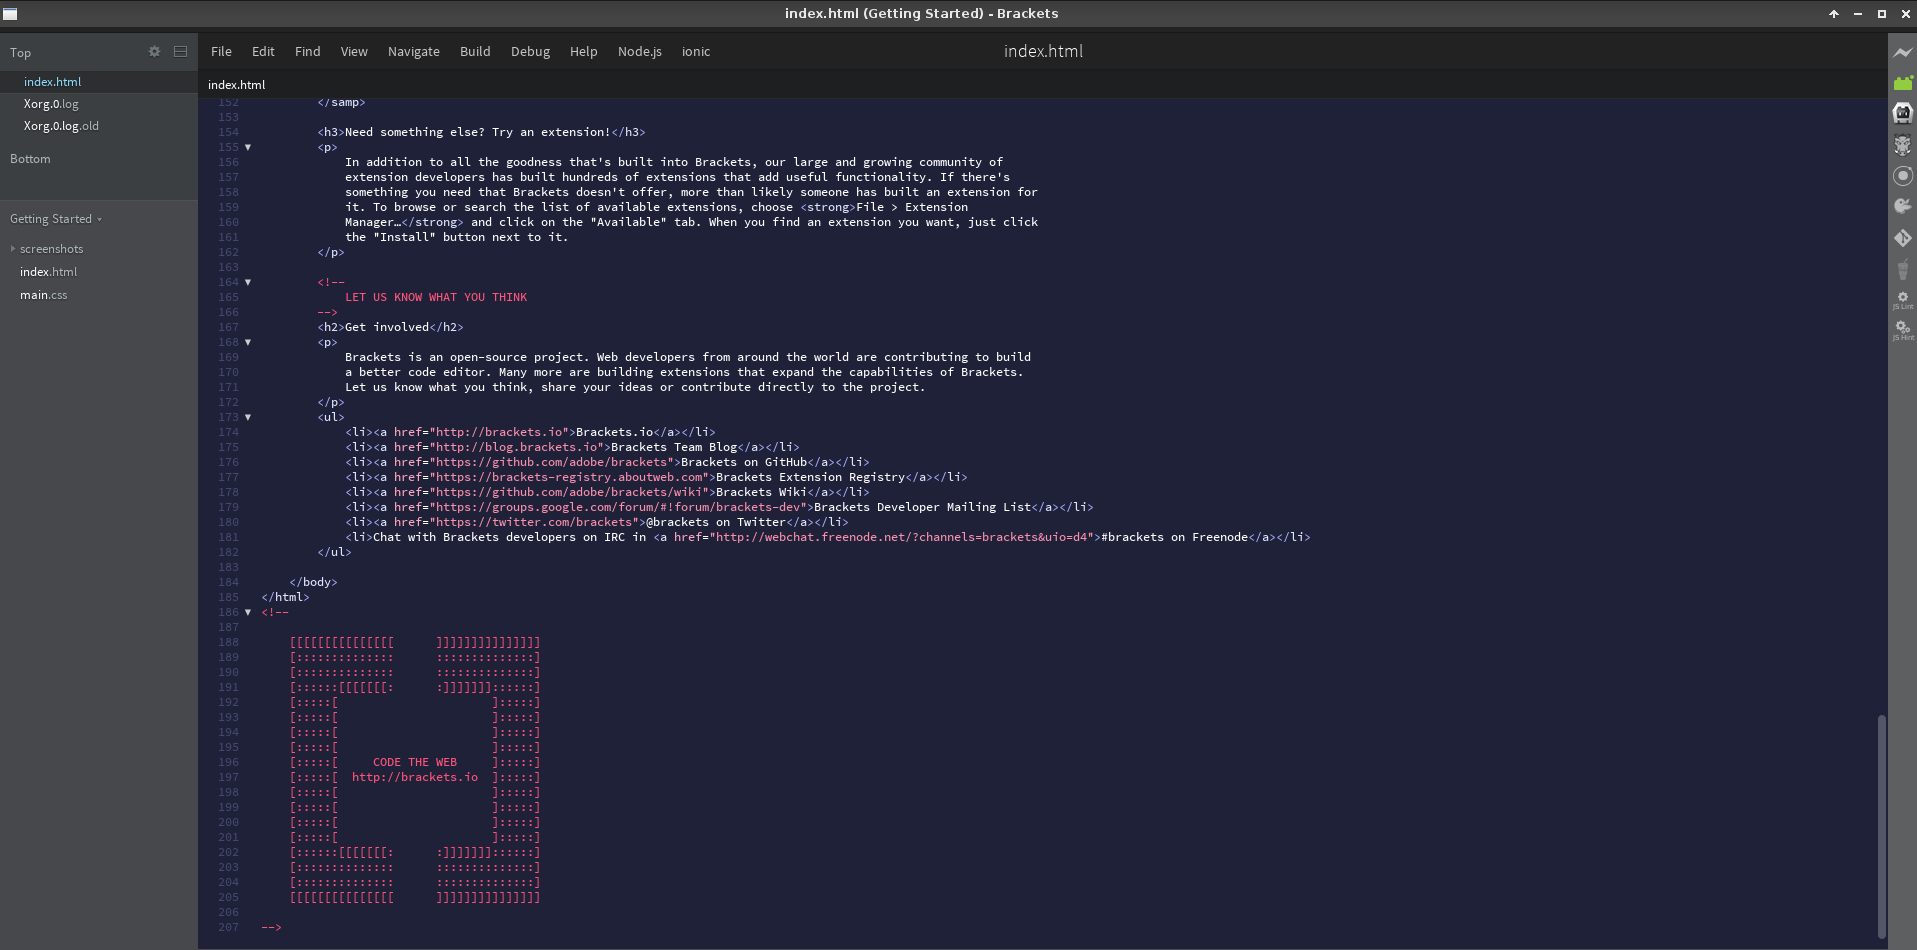 index.html (Getting Started) - Brackets
Top
index.html
Xorg.0.log
Xorg.0.log.old
Bottom
Getting Started
screenshots
index.html
main.css
File Edit Find View Navigate Build Debug Help Node.js ionic
index.html
index.html
152 </samp>
153
154 <h3>Need something else? Try an extension!</h3>
155 <p>
156 In addition to all the goodness that's built into Brackets, our large and growing community of
157 extension developers has built hundreds of extensions that add useful functionality. If there's
158 something you need that Brackets doesn't offer, more than likely someone has built an extension for
159 it. To browse or search the list of available extensions, choose <strong>File > Extension
160 Manager…</strong> and click on the "Available" tab. When you find an extension you want, just click
161 the "Install" button next to it.
162 </p>
163
164 <!--
165 LET US KNOW WHAT YOU THINK
166 -->
167 <h2>Get involved</h2>
168 <p>
169 Brackets is an open-source project. Web developers from around the world are contributing to build
170 a better code editor. Many more are building extensions that expand the capabilities of Brackets.
171 Let us know what you think, share your ideas or contribute directly to the project.
172 </p>
173 <ul>
174 <li><a href="http://brackets.io">Brackets.io</a></li>
175 <li><a href="http://blog.brackets.io">Brackets Team Blog</a></li>
176 <li><a href="https://github.com/adobe/brackets">Brackets on GitHub</a></li>
177 <li><a href="https://brackets-registry.aboutweb.com">Brackets Extension Registry</a></li>
178 <li><a href="https://github.com/adobe/brackets/wiki">Brackets Wiki</a></li>
179 <li><a href="https://groups.google.com/forum/#!forum/brackets-dev">Brackets Developer Mailing List</a></li>
180 <li><a href="https://twitter.com/brackets">@brackets on Twitter</a></li>
181 <li>Chat with Brackets developers on IRC in <a href="http://webchat.freenode.net/?channels=brackets&uio=d4">#brackets on Freenode</a></li>
182 </ul>
183
184 </body>
185 </html>
186 <!--
187
188 [[[[[[[[[[[[[[[      ]]]]]]]]]]]]]]]
189 [::::::::::::::      ::::::::::::::]
190 [::::::::::::::      ::::::::::::::]
191 [::::::[[[[[[[:      :]]]]]]]::::::]
192 [:::::[                      ]:::::]
193 [:::::[                      ]:::::]
194 [:::::[                      ]:::::]
195 [:::::[                      ]:::::]
196 [:::::[     CODE THE WEB     ]:::::]
197 [:::::[  http://brackets.io  ]:::::]
198 [:::::[                      ]:::::]
199 [:::::[                      ]:::::]
200 [:::::[                      ]:::::]
201 [:::::[                      ]:::::]
202 [::::::[[[[[[[:      :]]]]]]]::::::]
203 [::::::::::::::      ::::::::::::::]
204 [::::::::::::::      ::::::::::::::]
205 [[[[[[[[[[[[[[[      ]]]]]]]]]]]]]]]
206
207 -->
JS Lint
JS Hint